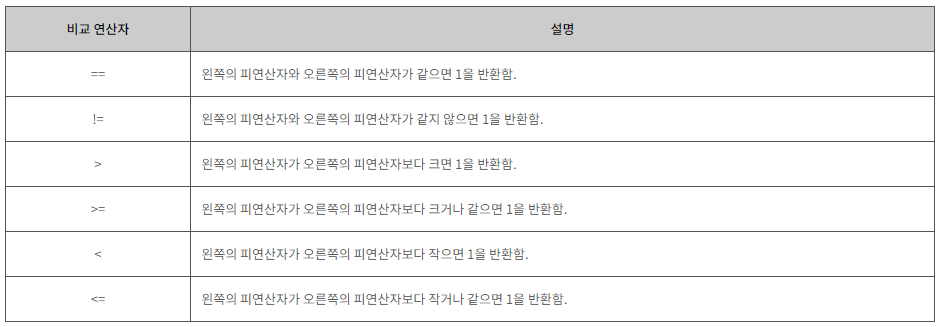 비교 연산자 설명
== 왼쪽의 피연산자와 오른쪽의 피연산자가 같으면 1을 반환함.
!= 왼쪽의 피연산자와 오른쪽의 피연산자가 같지 않으면 1을 반환함.
> 왼쪽의 피연산자가 오른쪽의 피연산자보다 크면 1을 반환함.
>= 왼쪽의 피연산자가 오른쪽의 피연산자보다 크거나 같으면 1을 반환함.
< 왼쪽의 피연산자가 오른쪽의 피연산자보다 작으면 1을 반환함.
<= 왼쪽의 피연산자가 오른쪽의 피연산자보다 작거나 같으면 1을 반환함.